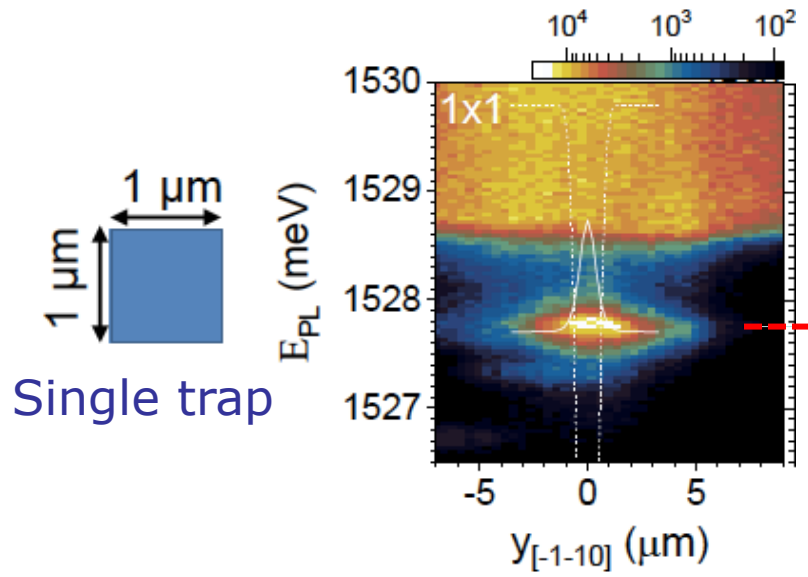 10⁴ 10³ 10²
1530
1x1
1 μm
1529
1 μm
E_PL (meV)
1528
Single trap
1527
-5 0 5
y_[-1-10] (μm)